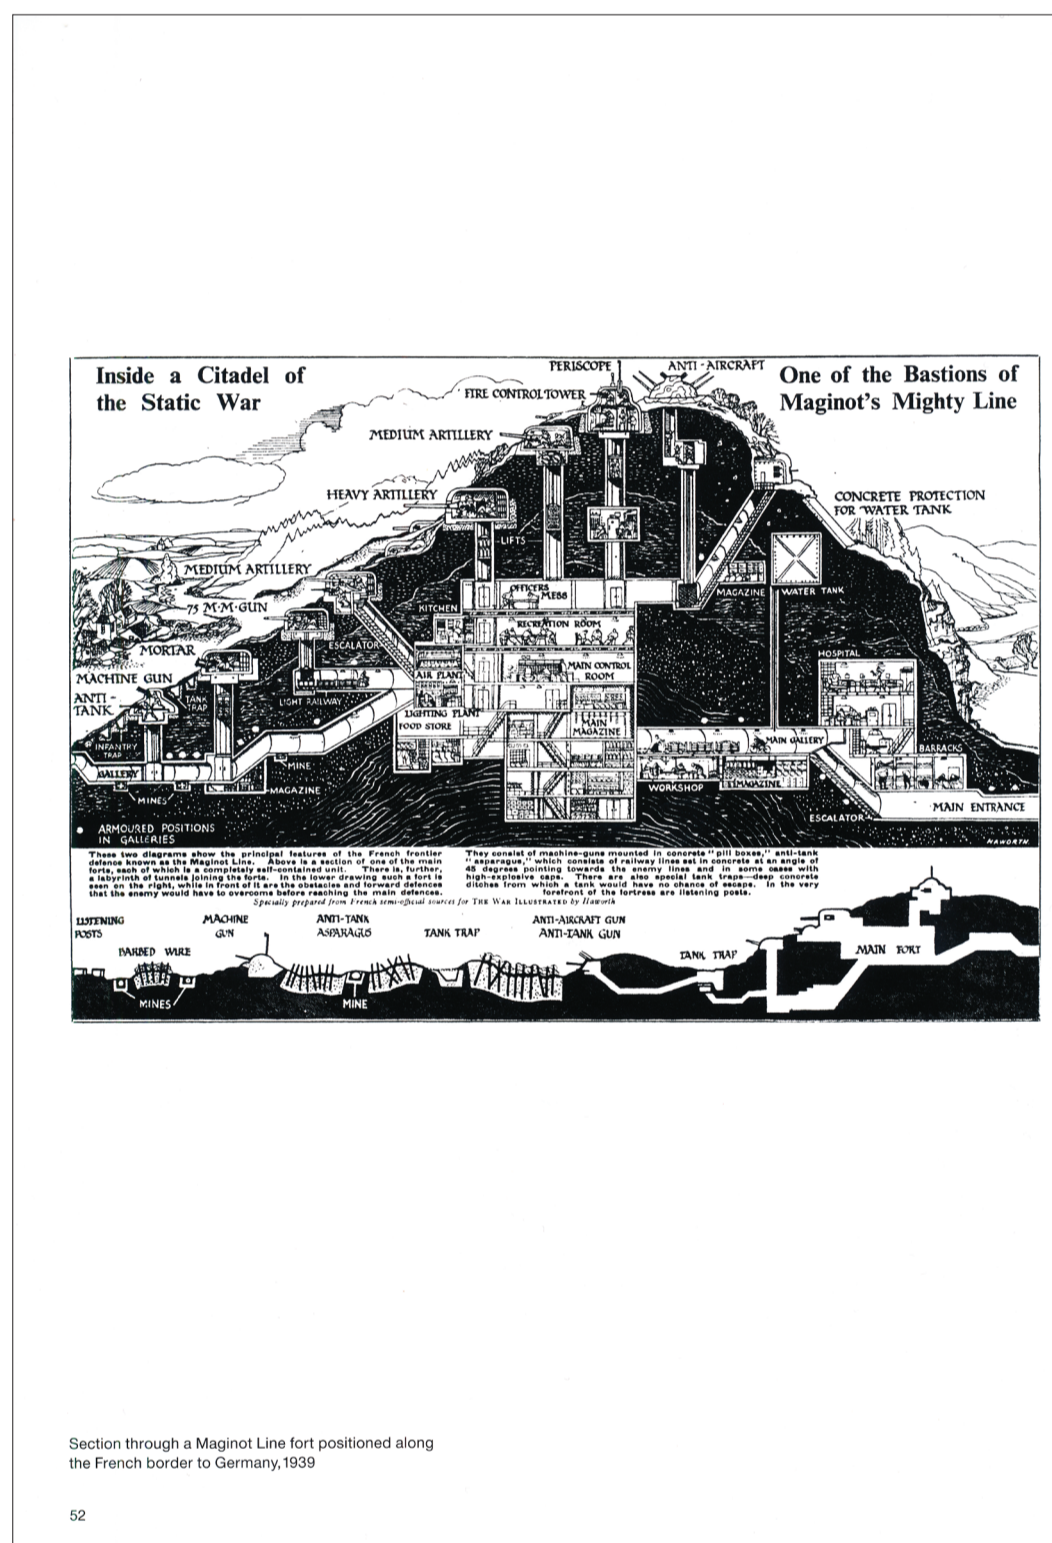 Inside a Citadel of
the Static War
One of the Bastions of
Maginot's Mighty Line
PERISCOPE
ANTI-AIRCRAFT
FIRE CONTROL TOWER
MEDIUM ARTILLERY
HEAVY ARTILLERY
CONCRETE PROTECTION
FOR WATER TANK
LIFTS
MEDIUM ARTILLERY
OFFICERS
MESS
MAGAZINE
WATER TANK
75 M·M·GUN
KITCHEN
RECREATION ROOM
MORTAR
ESCALATOR
HOSPITAL
MACHINE GUN
AIR PLANT
MAIN CONTROL
ROOM
ANTI-
TANK
TANK
TRAP
LIGHT RAILWAY
LIGHTING PLANT
FOOD STORE
MAIN
MAGAZINE
MAIN GALLERY
INFANTRY
TRAP
BARRACKS
GALLERY
MINE
MINES
MAGAZINE
WORKSHOP
MAGAZINE
MAIN ENTRANCE
ESCALATOR
ARMOURED POSITIONS
IN GALLERIES
HAWORTH
These two diagrams show the principal features of the French frontier
defence known as the Maginot Line. Above is a section of one of the main
forts, each of which is a completely self-contained unit. There is, further,
a labyrinth of tunnels joining the forts. In the lower drawing such a fort is
seen on the right, while in front of it are the obstacles and forward defences
that the enemy would have to overcome before reaching the main defences.
They consist of machine-guns mounted in concrete "pill boxes," anti-tank
"asparagus," which consists of railway lines set in concrete at an angle of
45 degrees pointing towards the enemy lines and in some cases with
high-explosive caps. There are also special tank traps—deep concrete
ditches from which a tank would have no chance of escape. In the very
forefront of the fortress are listening posts.
Specially prepared from French semi-official sources for THE WAR ILLUSTRATED by Haworth
LISTENING
POSTS
MACHINE
GUN
ANTI-TANK
ASPARAGUS
TANK TRAP
ANTI-AIRCRAFT GUN
ANTI-TANK GUN
BARBED WIRE
TANK TRAP
MAIN FORT
MINES
MINE
Section through a Maginot Line fort positioned along
the French border to Germany, 1939
52